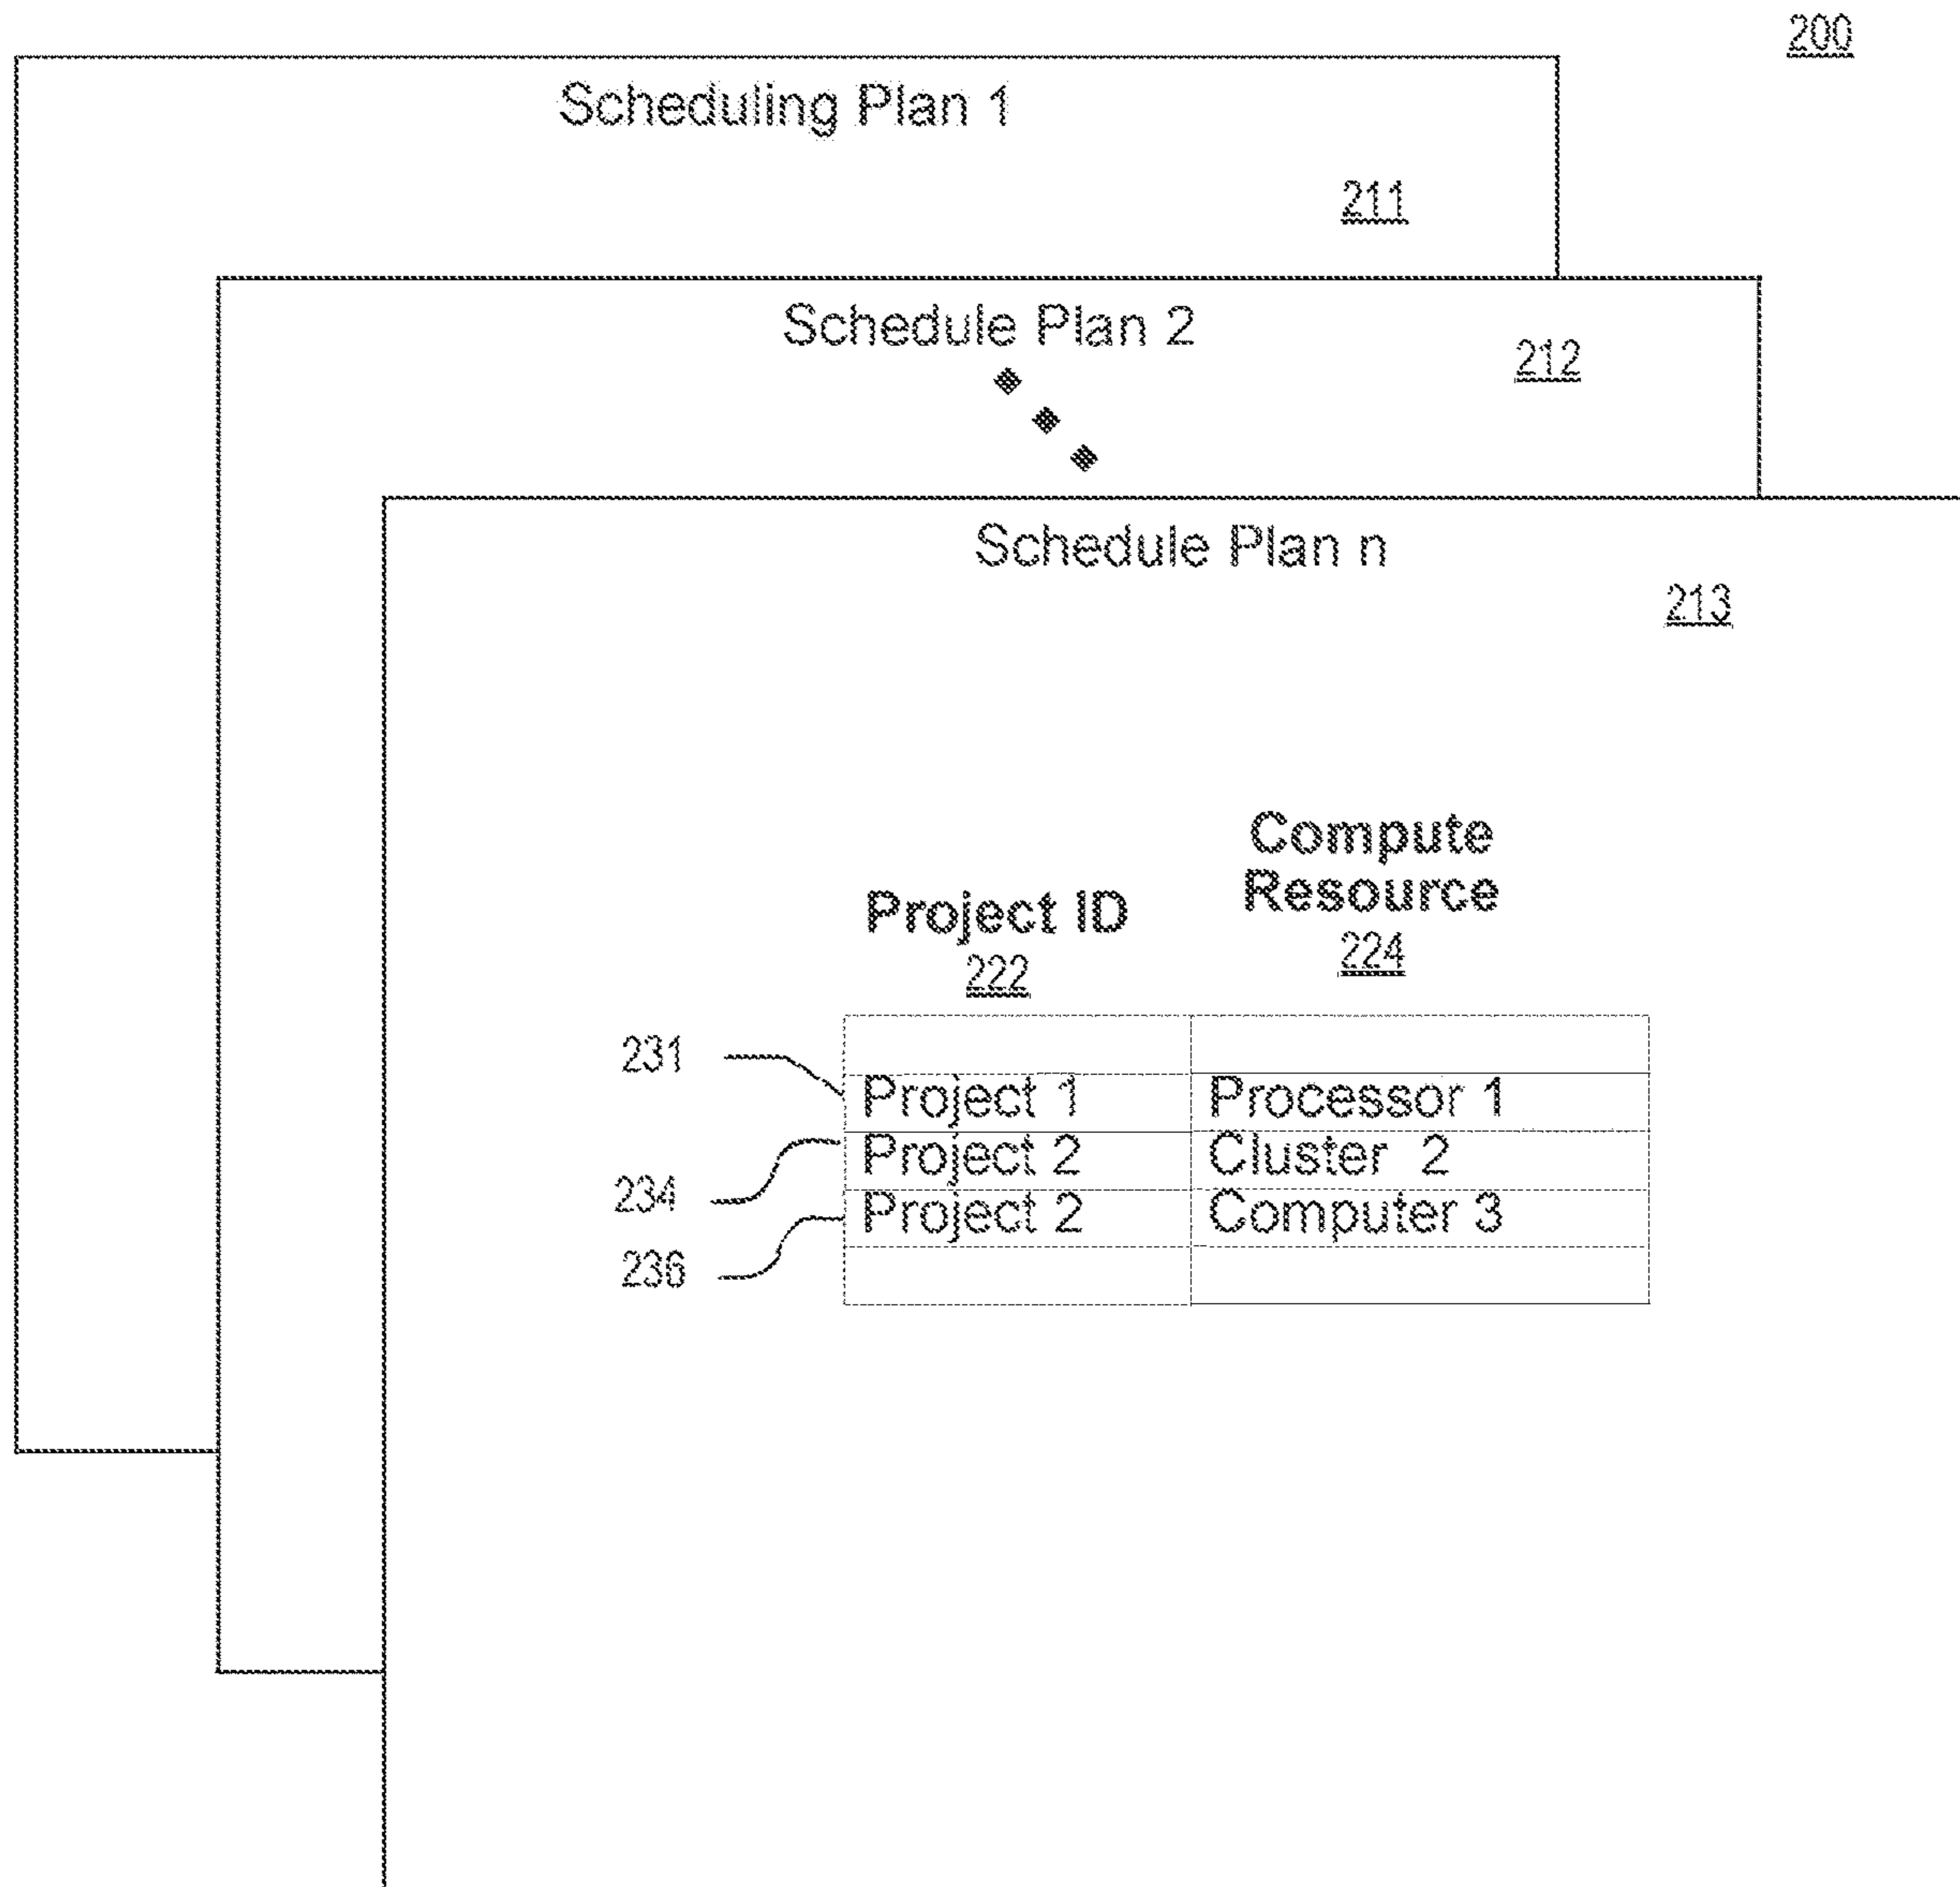 200
Scheduling Plan 1
211
Schedule Plan 2
212
Schedule Plan n
213
Compute
Resource
224
Project ID
222
231
Project 1 Processor 1
234
Project 2 Cluster 2
236
Project 2 Computer 3